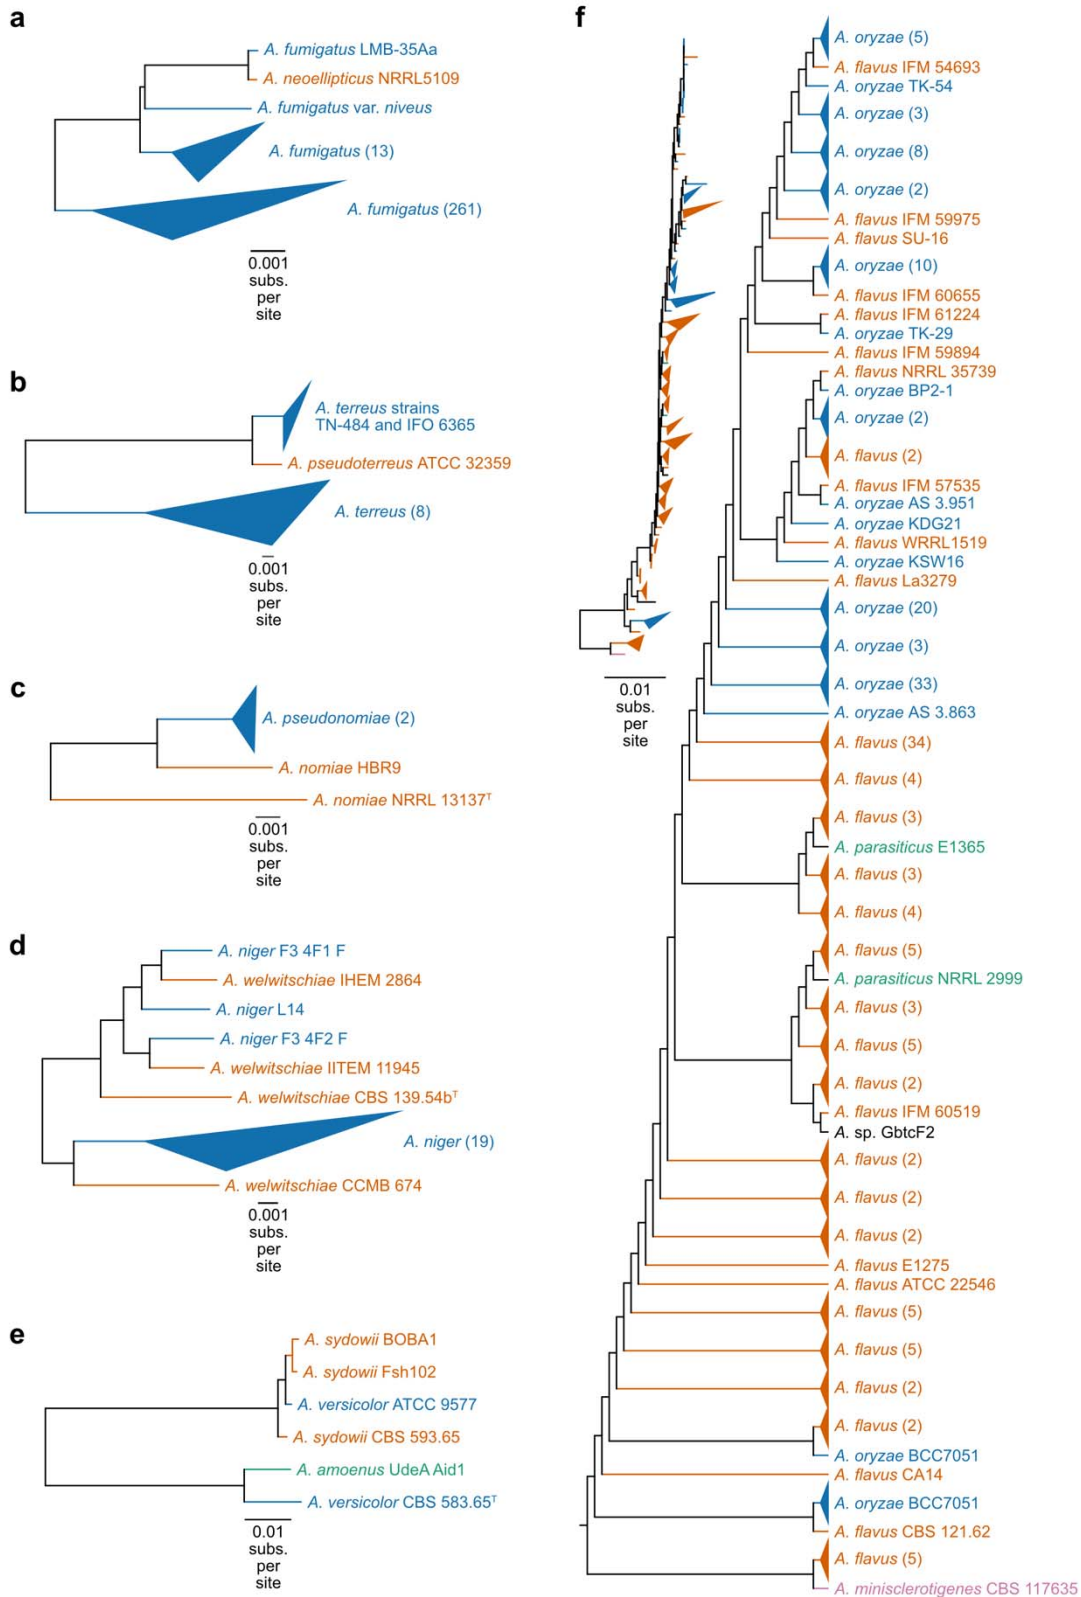 a
A. fumigatus LMB-35Aa
A. neoellipticus NRRL5109
A. fumigatus var. niveus
A. fumigatus (13)
A. fumigatus (261)
0.001
subs.
per
site
b
A. terreus strains
TN-484 and IFO 6365
A. pseudoterreus ATCC 32359
A. terreus (8)
0.001
subs.
per
site
c
A. pseudonomiae (2)
A. nomiae HBR9
A. nomiae NRRL 13137ᵀ
0.001
subs.
per
site
d
A. niger F3 4F1 F
A. welwitschiae IHEM 2864
A. niger L14
A. niger F3 4F2 F
A. welwitschiae IITEM 11945
A. welwitschiae CBS 139.54bᵀ
A. niger (19)
A. welwitschiae CCMB 674
0.001
subs.
per
site
e
A. sydowii BOBA1
A. sydowii Fsh102
A. versicolor ATCC 9577
A. sydowii CBS 593.65
A. amoenus UdeA Aid1
A. versicolor CBS 583.65ᵀ
0.01
subs.
per
site
f
0.01
subs.
per
site
A. oryzae (5)
A. flavus IFM 54693
A. oryzae TK-54
A. oryzae (3)
A. oryzae (8)
A. oryzae (2)
A. flavus IFM 59975
A. flavus SU-16
A. oryzae (10)
A. flavus IFM 60655
A. flavus IFM 61224
A. oryzae TK-29
A. flavus IFM 59894
A. flavus NRRL 35739
A. oryzae BP2-1
A. oryzae (2)
A. flavus (2)
A. flavus IFM 57535
A. oryzae AS 3.951
A. oryzae KDG21
A. flavus WRRL1519
A. oryzae KSW16
A. flavus La3279
A. oryzae (20)
A. oryzae (3)
A. oryzae (33)
A. oryzae AS 3.863
A. flavus (34)
A. flavus (4)
A. flavus (3)
A. parasiticus E1365
A. flavus (3)
A. flavus (4)
A. flavus (5)
A. parasiticus NRRL 2999
A. flavus (3)
A. flavus (5)
A. flavus (2)
A. flavus IFM 60519
A. sp. GbtcF2
A. flavus (2)
A. flavus (2)
A. flavus (2)
A. flavus E1275
A. flavus ATCC 22546
A. flavus (5)
A. flavus (5)
A. flavus (2)
A. flavus (2)
A. oryzae BCC7051
A. flavus CA14
A. oryzae BCC7051
A. flavus CBS 121.62
A. flavus (5)
A. minisclerotigenes CBS 117635